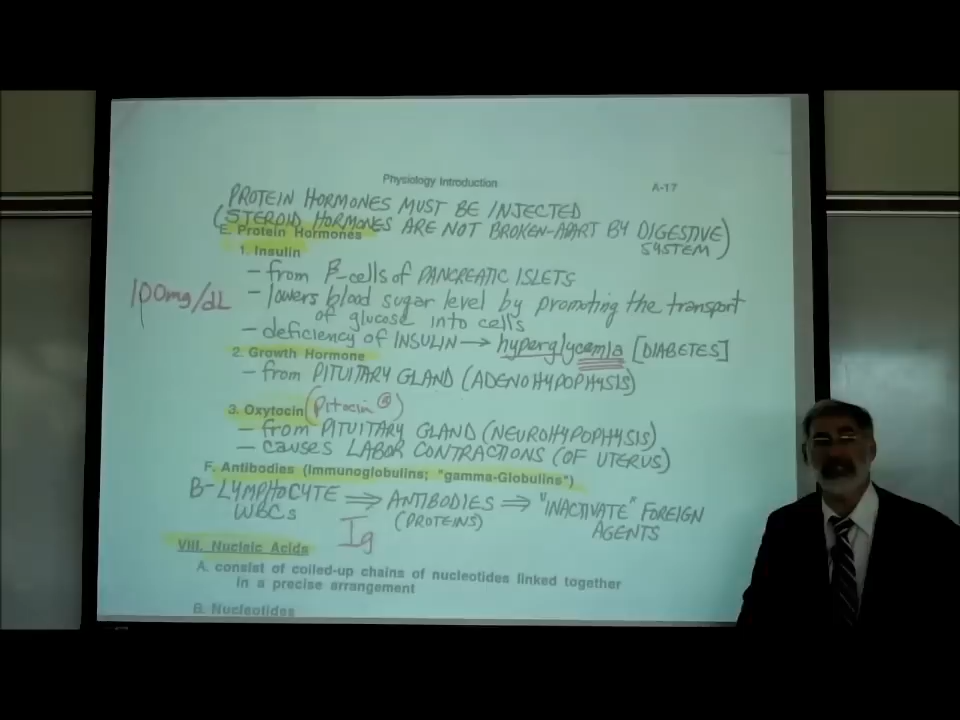 Physiology Introduction
A-17
PROTEIN HORMONES MUST BE INJECTED
(STEROID HORMONES ARE NOT BROKEN-APART BY DIGESTIVE SYSTEM)
E. Protein Hormones
1. Insulin
– from β-cells of PANCREATIC ISLETS
100mg/dL
– lowers blood sugar level by promoting the transport
of glucose into cells
– deficiency of INSULIN → hyperglycemia [DIABETES]
2. Growth Hormone
– from PITUITARY GLAND (ADENOHYPOPHYSIS)
3. Oxytocin (Pitocin ®)
– from PITUITARY GLAND (NEUROHYPOPHYSIS)
– CAUSES LABOR CONTRACTIONS (OF UTERUS)
F. Antibodies (Immunoglobulins; "gamma-Globulins")
B-LYMPHOCYTE ⇒ ANTIBODIES ⇒ "INACTIVATE" FOREIGN
WBCs (PROTEINS) AGENTS
Ig
VIII. Nucleic Acids
A. consist of coiled-up chains of nucleotides linked together
in a precise arrangement
B. Nucleotides